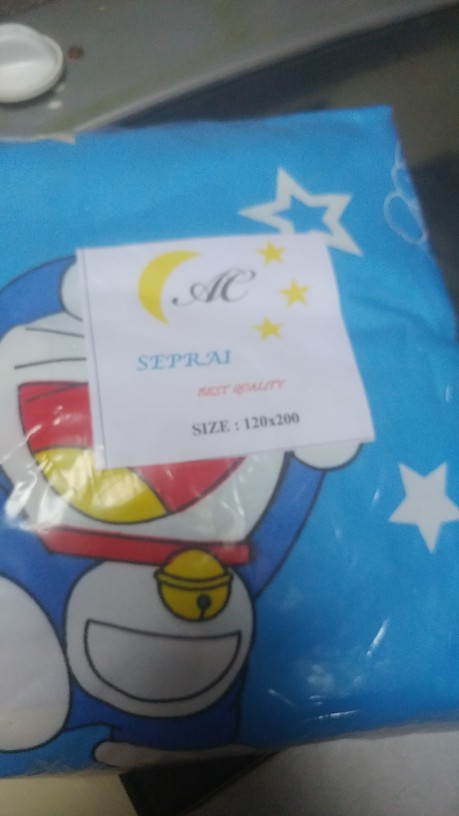 AC
SEPRAI
BEST QUALITY
SIZE : 120x200